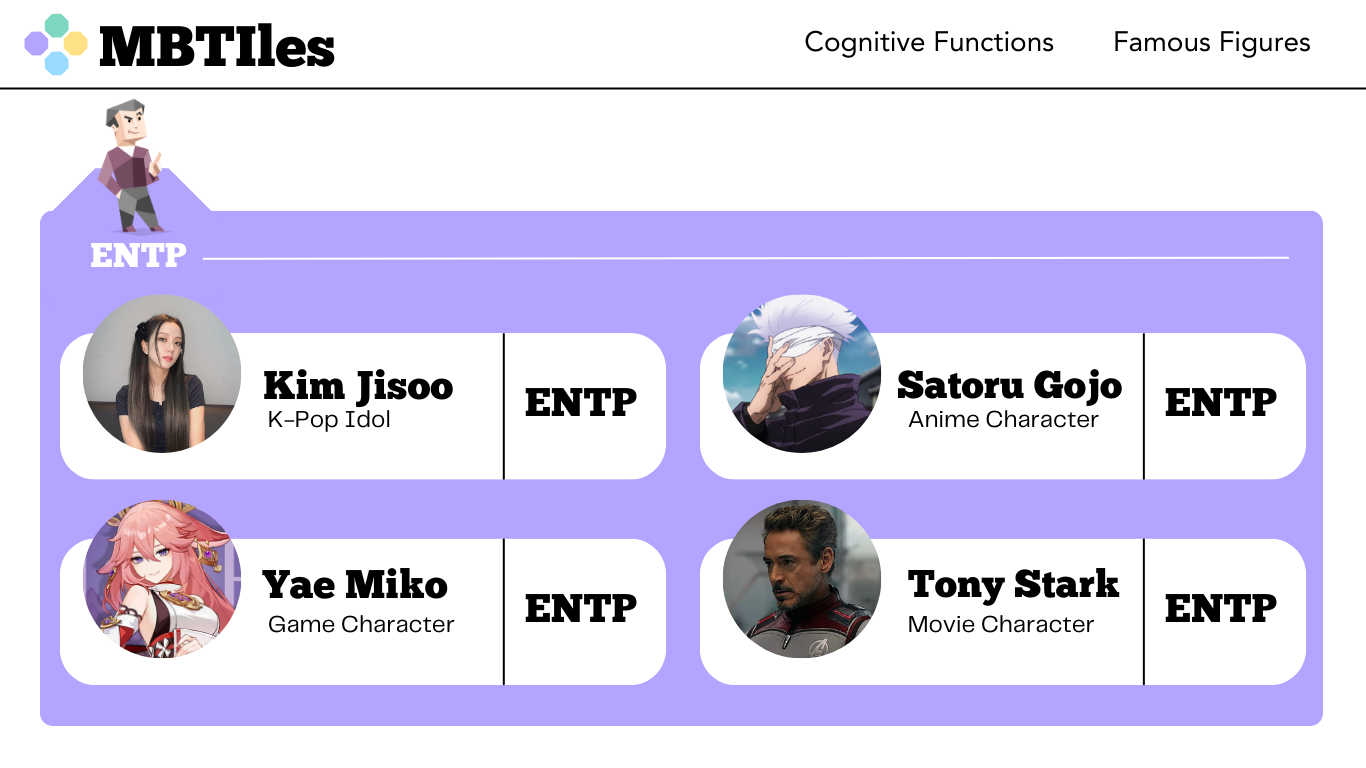 MBTIles
Cognitive Functions
Famous Figures
ENTP
Kim Jisoo
K-Pop Idol
ENTP
Satoru Gojo
Anime Character
ENTP
Yae Miko
Game Character
ENTP
Tony Stark
Movie Character
ENTP